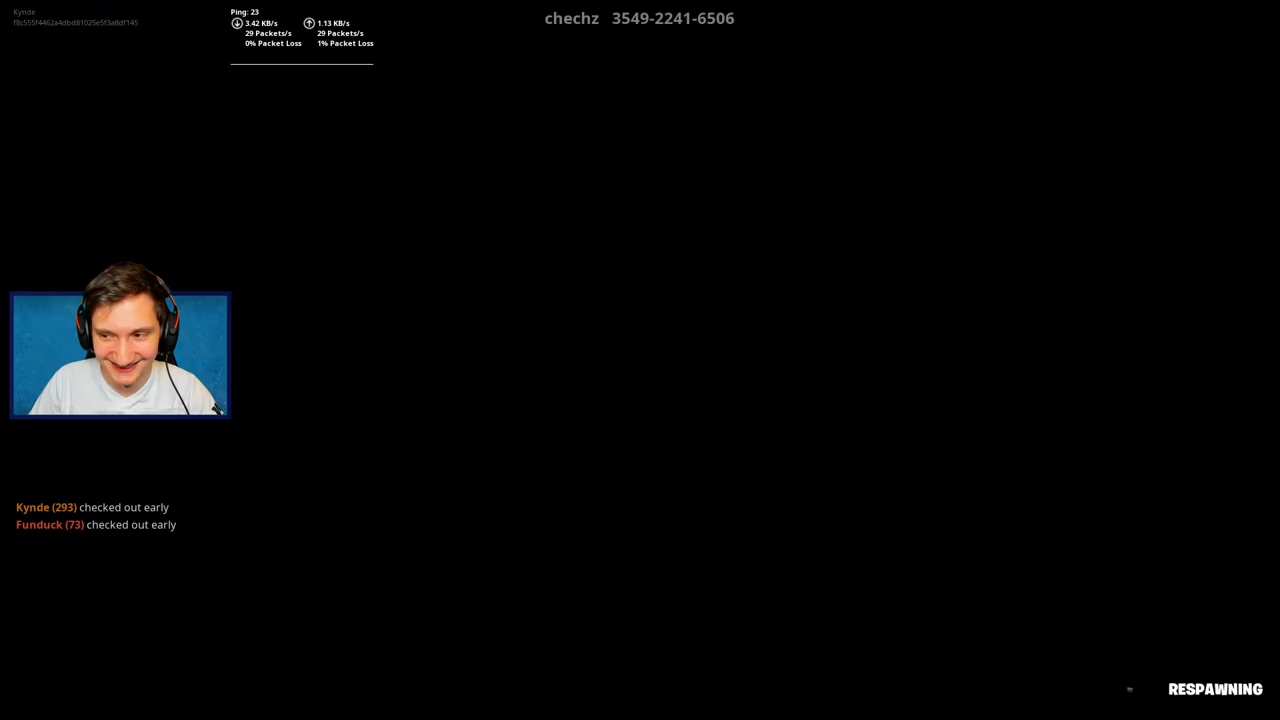 Kynde
Ping: 23
3.42 KB/s
1.13 KB/s
29 Packets/s
29 Packets/s
0% Packet Loss
1% Packet Loss
chechz 3549-2241-6506
Kynde (293) checked out early
Funduck (73) checked out early
RESPAWNING